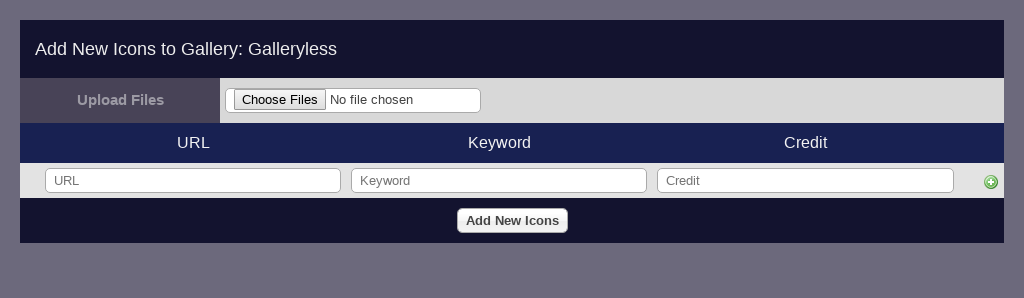 Add New Icons to Gallery: Galleryless
Upload Files
Choose Files No file chosen
URL Keyword Credit
URL Keyword Credit
Add New Icons